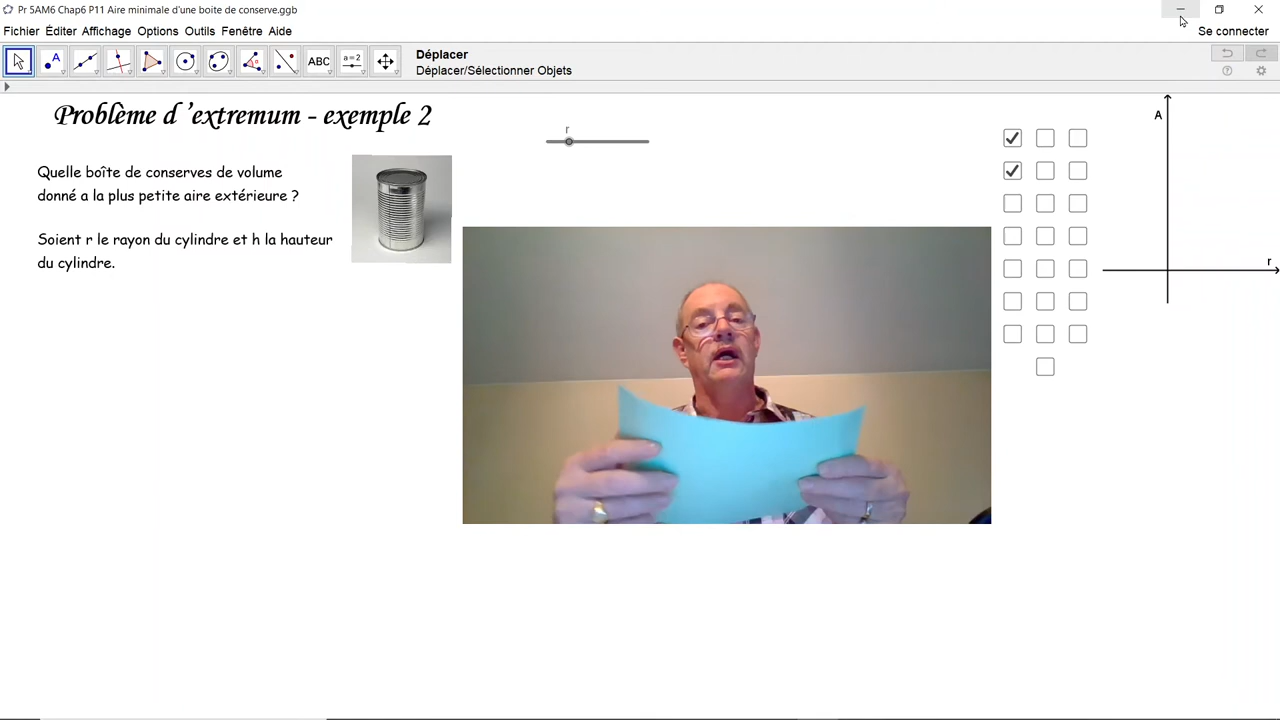 Pr 5AM6 Chap6 P11 Aire minimale d'une boite de conserve.ggb
Fichier Éditer Affichage Options Outils Fenêtre Aide
Se connecter
A
ABC
a=2
Déplacer
Déplacer/Sélectionner Objets
Problème d 'extremum - exemple 2
r
A
Quelle boîte de conserves de volume
donné a la plus petite aire extérieure ?
Soient r le rayon du cylindre et h la hauteur
du cylindre.
r